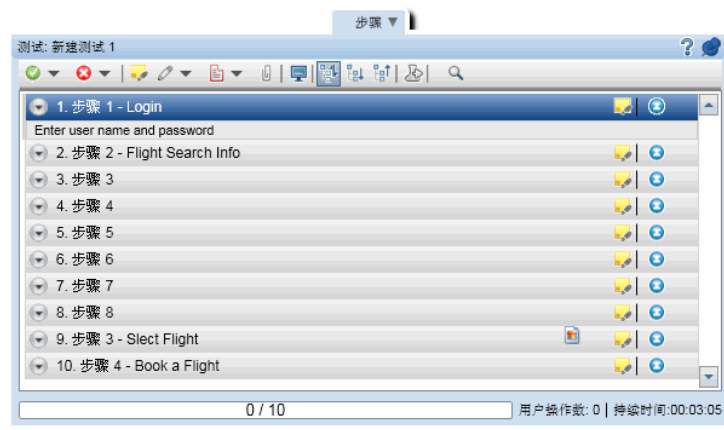 步骤
测试: 新建测试 1
1. 步骤 1 - Login
Enter user name and password
2. 步骤 2 - Flight Search Info
3. 步骤 3
4. 步骤 4
5. 步骤 5
6. 步骤 6
7. 步骤 7
8. 步骤 8
9. 步骤 3 - Slect Flight
10. 步骤 4 - Book a Flight
0 / 10
用户操作数: 0 | 持续时间:00:03:05